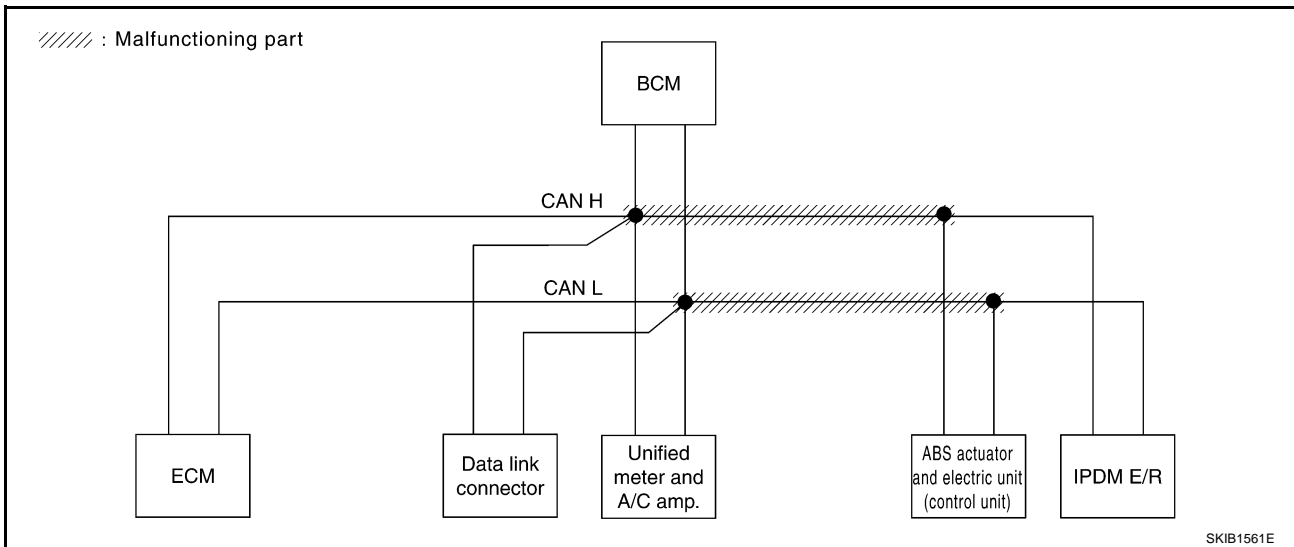 : Malfunctioning part
BCM
CAN H
CAN L
ECM
Data link
connector
Unified
meter and
A/C amp.
ABS actuator
and electric unit
(control unit)
IPDM E/R
SKIB1561E